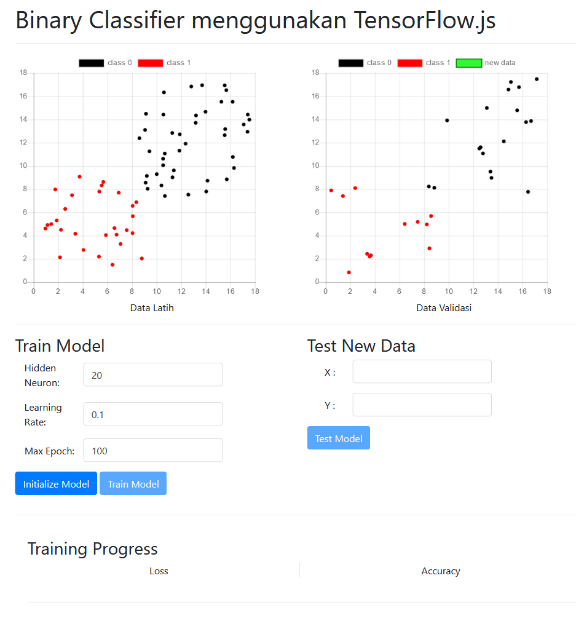 Binary Classifier menggunakan TensorFlow.js
class 0 class 1
18
16
14
12
10
8
6
4
2
0
0 2 4 6 8 10 12 14 16 18
Data Latih
class 0 class 1 new data
18
16
14
12
10
8
6
4
2
0
0 2 4 6 8 10 12 14 16 18
Data Validasi
Train Model
Hidden
Neuron:
20
Learning
Rate:
0.1
Max Epoch: 100
Initialize Model Train Model
Test New Data
X :
Y :
Test Model
Training Progress
Loss Accuracy